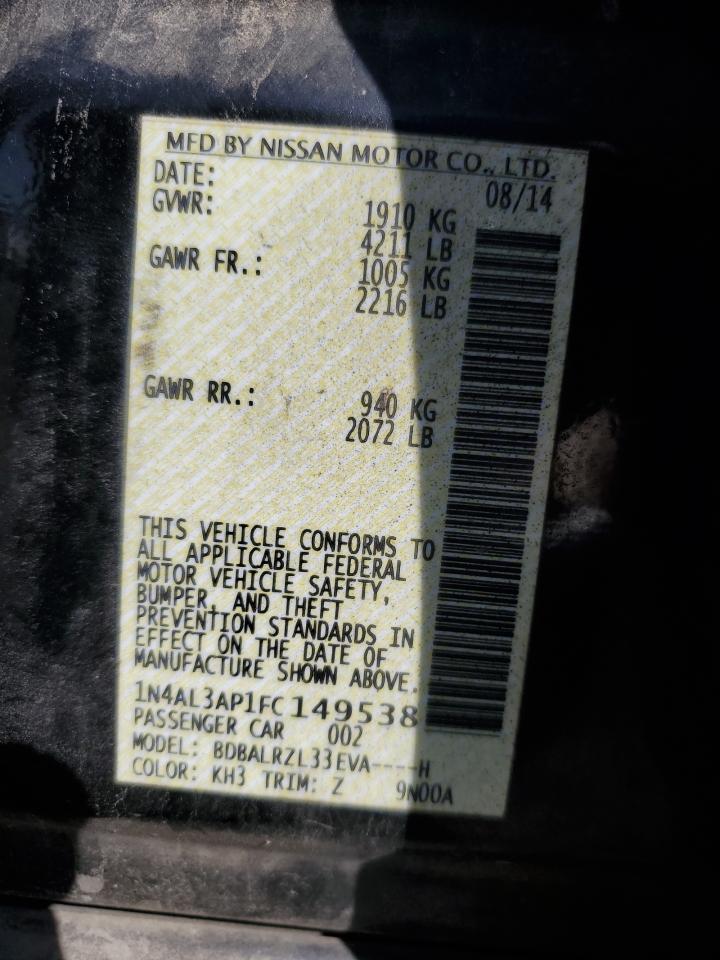 MFD BY NISSAN MOTOR CO., LTD.
DATE: 08/14
GVWR: 1910 KG
4211 LB
GAWR FR.: 1005 KG
2216 LB
GAWR RR.: 940 KG
2072 LB
THIS VEHICLE CONFORMS TO
ALL APPLICABLE FEDERAL
MOTOR VEHICLE SAFETY,
BUMPER, AND THEFT
PREVENTION STANDARDS IN
EFFECT ON THE DATE OF
MANUFACTURE SHOWN ABOVE.
1N4AL3AP1FC149538
PASSENGER CAR 002
MODEL: BDBALRZL33EVA----H
COLOR: KH3 TRIM: Z 9N00A